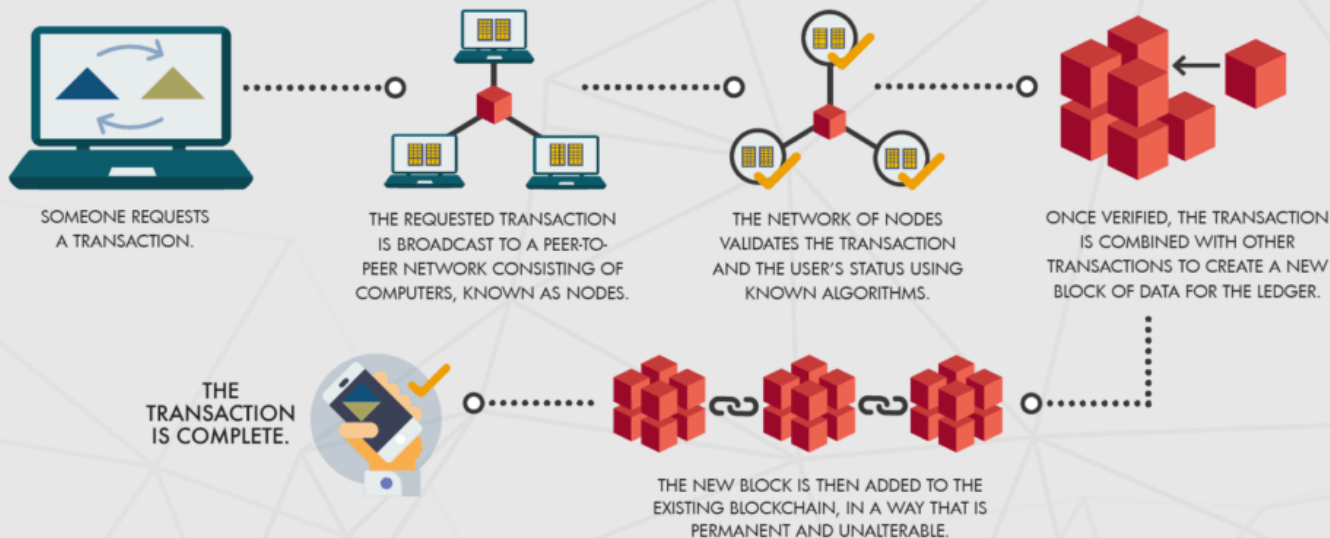 SOMEONE REQUESTS
A TRANSACTION.
THE REQUESTED TRANSACTION
IS BROADCAST TO A PEER-TO-
PEER NETWORK CONSISTING OF
COMPUTERS, KNOWN AS NODES.
THE NETWORK OF NODES
VALIDATES THE TRANSACTION
AND THE USER'S STATUS USING
KNOWN ALGORITHMS.
ONCE VERIFIED, THE TRANSACTION
IS COMBINED WITH OTHER
TRANSACTIONS TO CREATE A NEW
BLOCK OF DATA FOR THE LEDGER.
THE NEW BLOCK IS THEN ADDED TO THE
EXISTING BLOCKCHAIN, IN A WAY THAT IS
PERMANENT AND UNALTERABLE.
THE
TRANSACTION
IS COMPLETE.